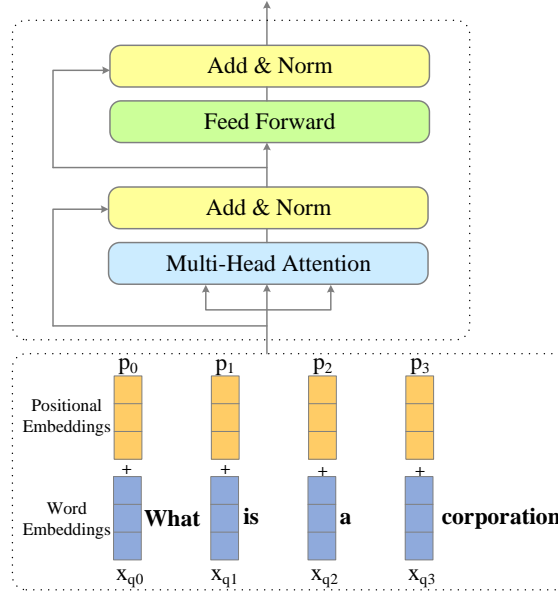 Add & Norm
Feed Forward
Add & Norm
Multi-Head Attention
p0 p1 p2 p3
Positional
Embeddings
+ + + +
Word
Embeddings
What is a corporation
xq0 xq1 xq2 xq3